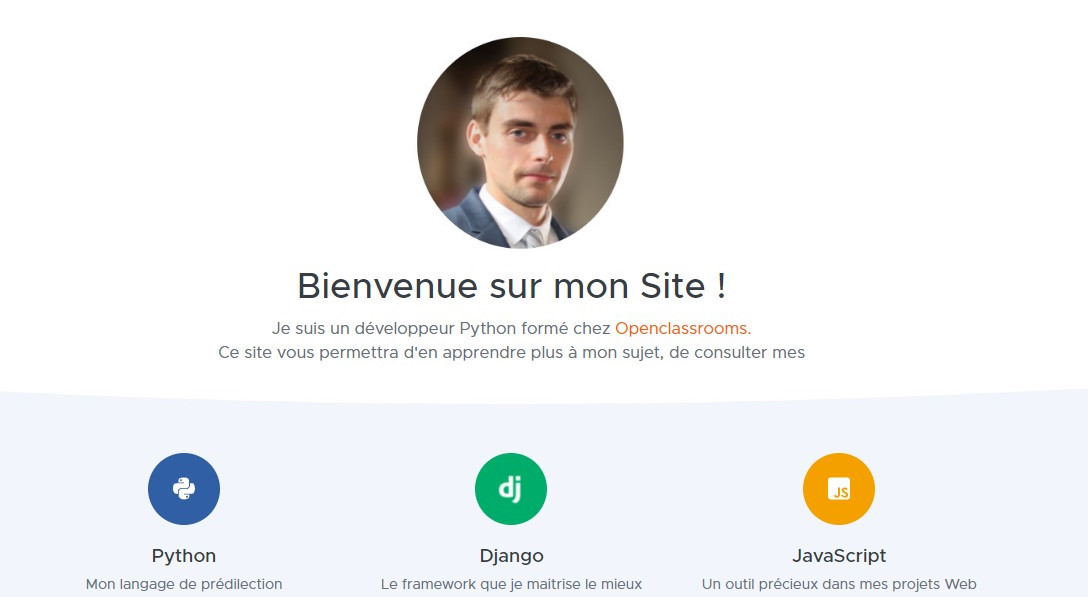 Bienvenue sur mon Site !
Je suis un développeur Python formé chez Openclassrooms.
Ce site vous permettra d'en apprendre plus à mon sujet, de consulter mes
dj
JS
Python
Django
JavaScript
Mon langage de prédilection
Le framework que je maitrise le mieux
Un outil précieux dans mes projets Web